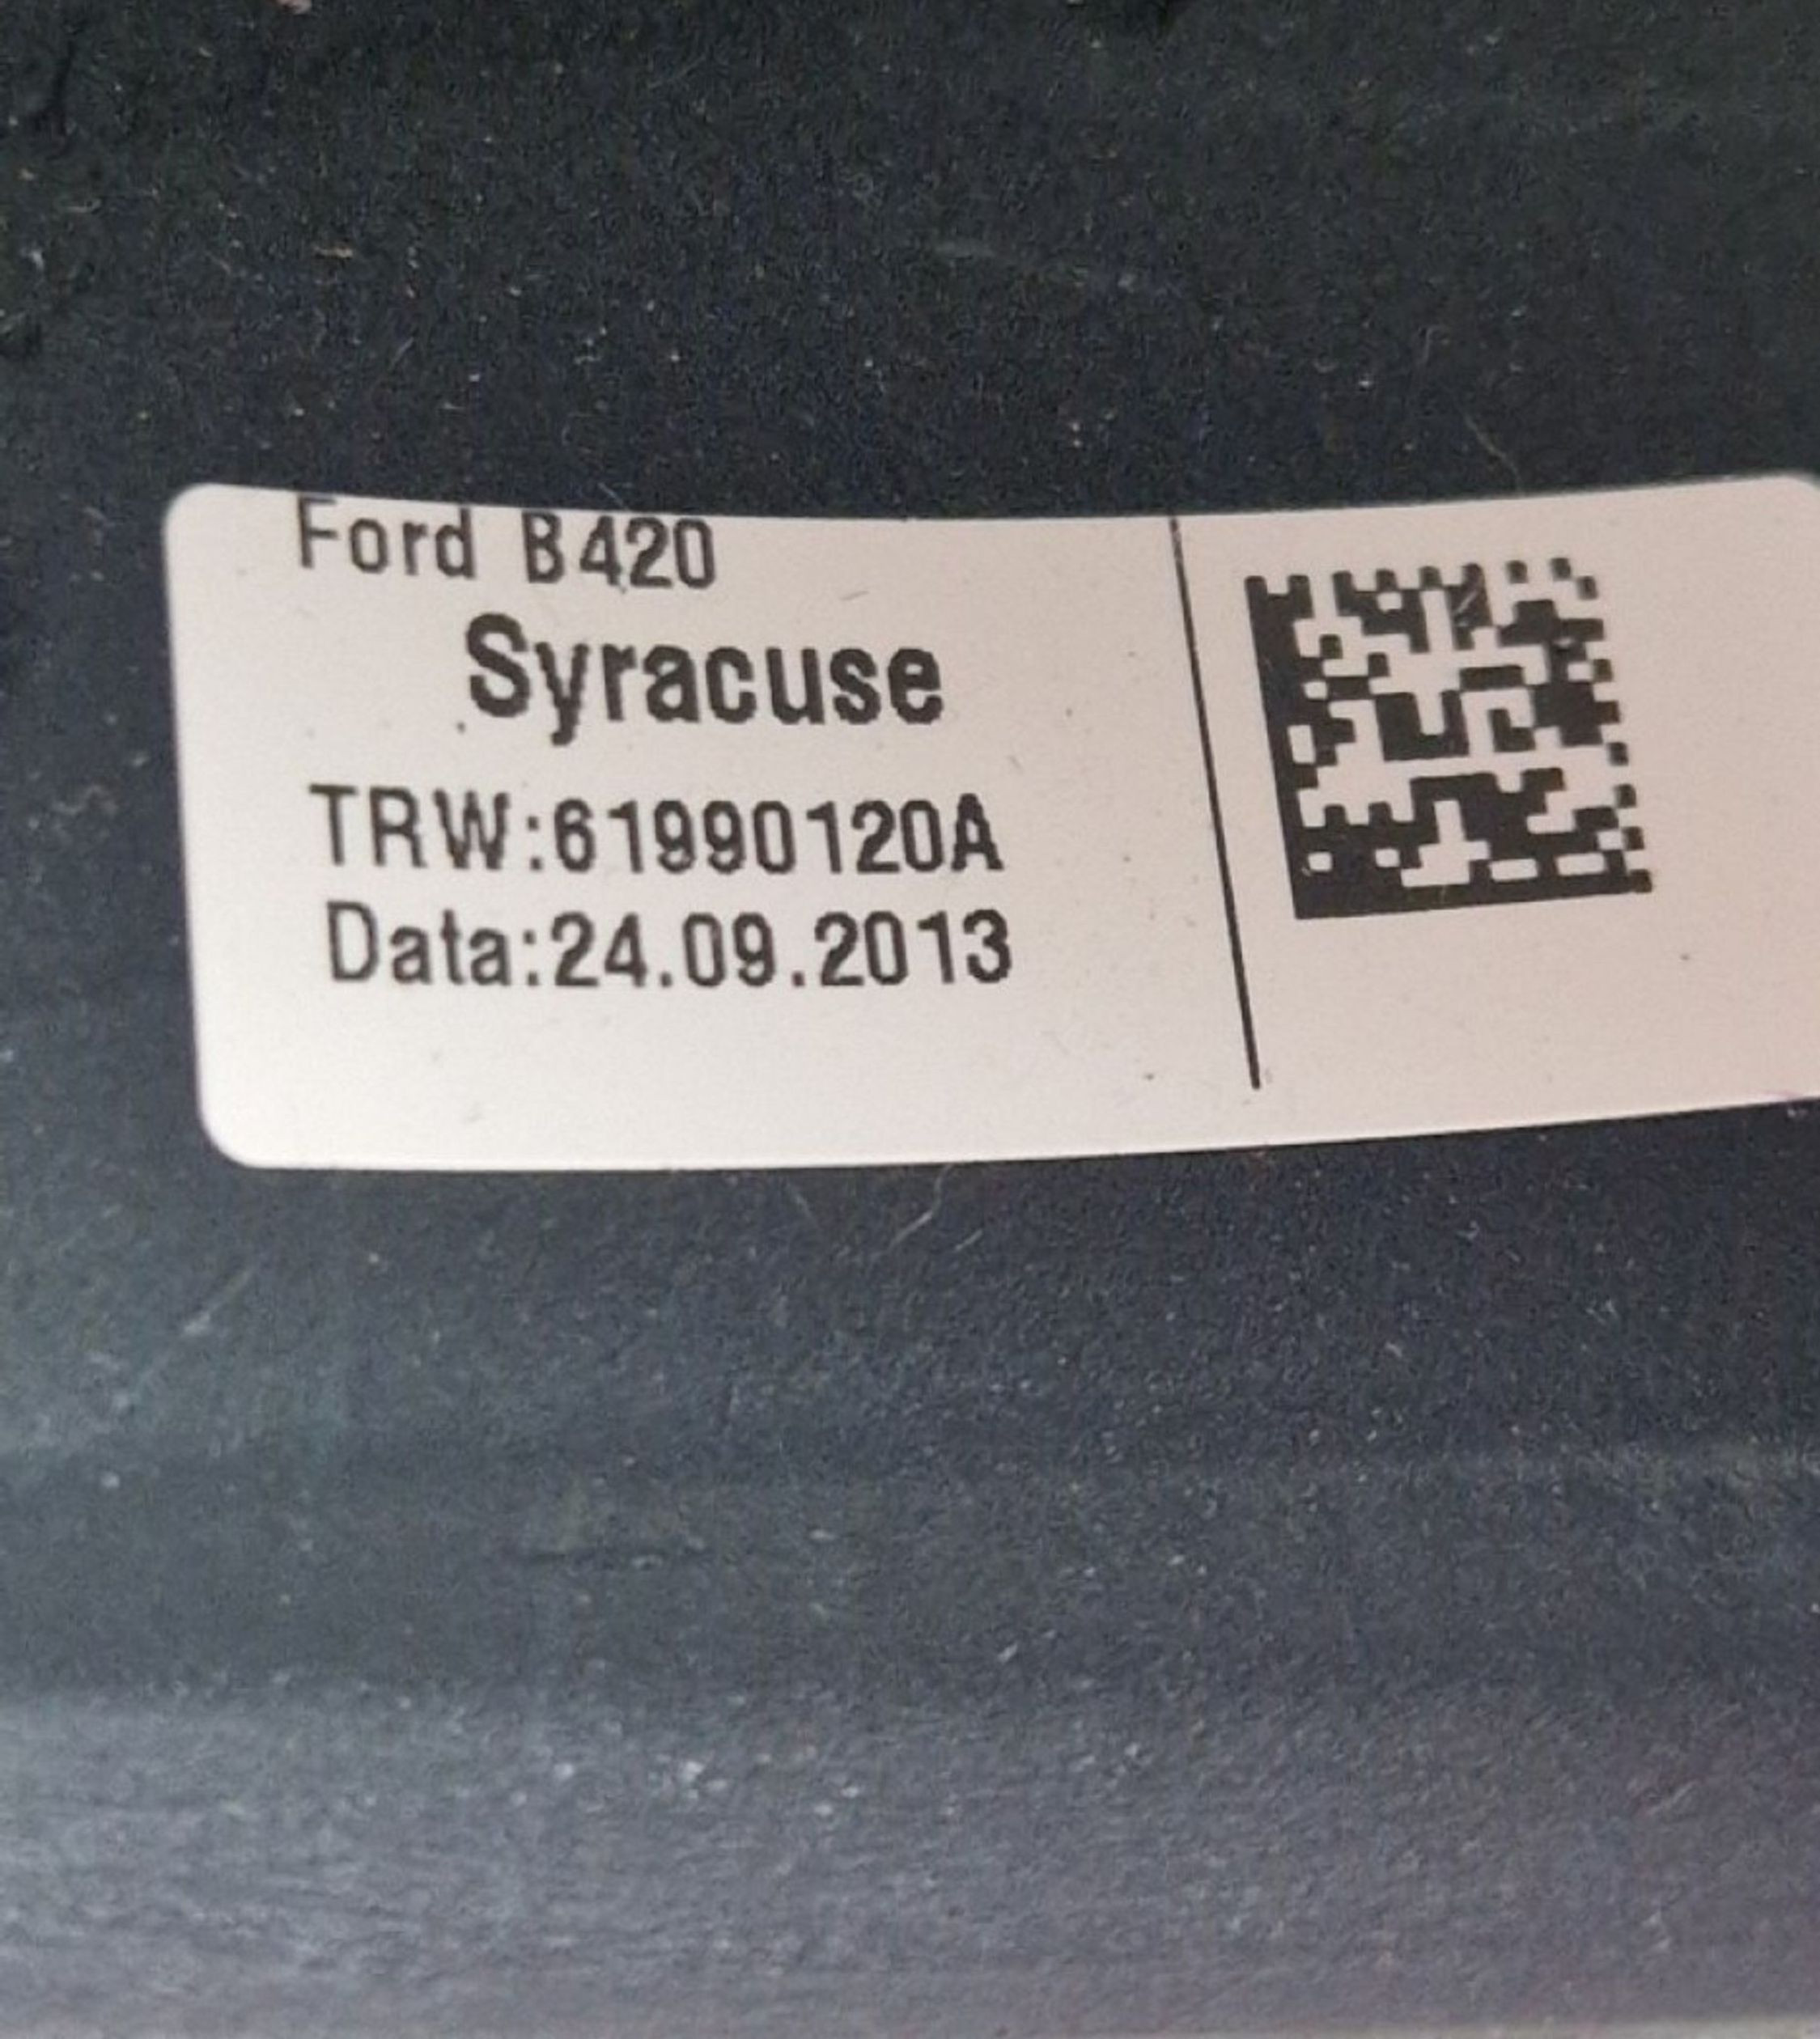 Ford B420
Syracuse
TRW:61990120A
Data:24.09.2013